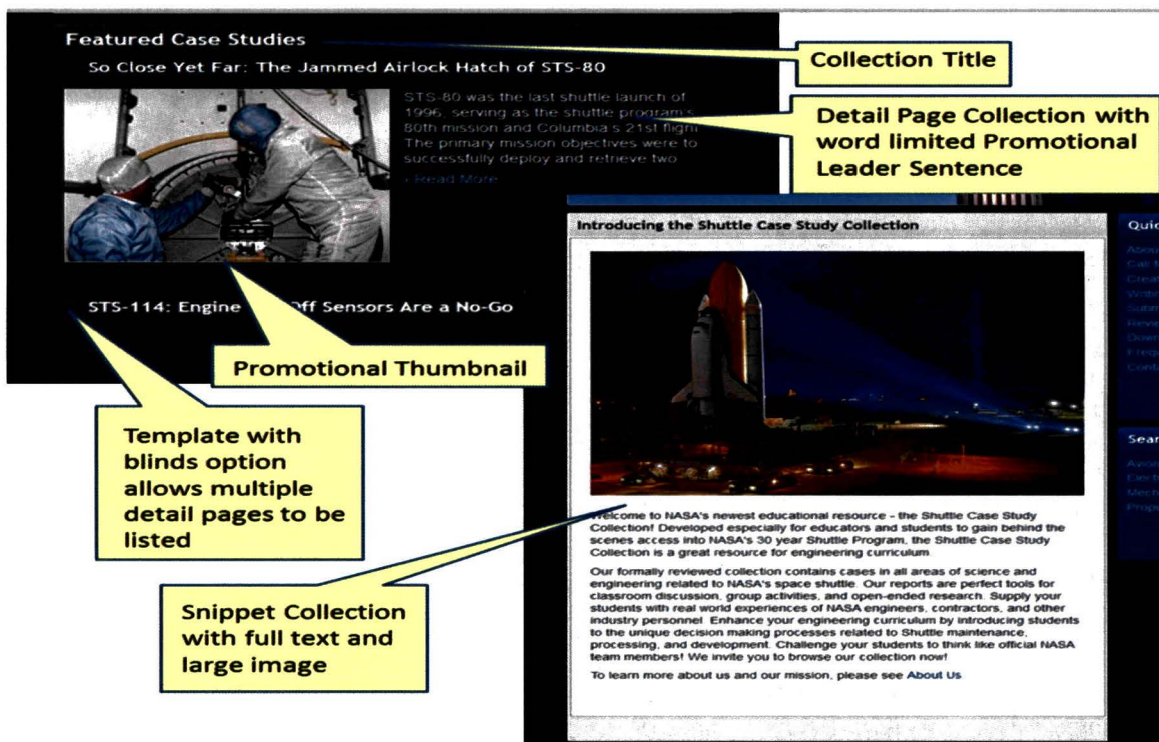 Featured Case Studies
So Close Yet Far: The Jammed Airlock Hatch of STS-80
STS-80 was the last shuttle launch of
1996, serving as the shuttle program's
80th mission and Columbia's 21st flight
The primary mission objectives were to
successfully deploy and retrieve two
Read More
STS-114: Engine Off Sensors Are a No-Go
Collection Title
Detail Page Collection with
word limited Promotional
Leader Sentence
Promotional Thumbnail
Template with
blinds option
allows multiple
detail pages to be
listed
Snippet Collection
with full text and
large image
Introducing the Shuttle Case Study Collection
Welcome to NASA's newest educational resource - the Shuttle Case Study
Collection! Developed especially for educators and students to gain behind the
scenes access into NASA's 30 year Shuttle Program, the Shuttle Case Study
Collection is a great resource for engineering curriculum
Our formally reviewed collection contains cases in all areas of science and
engineering related to NASA's space shuttle. Our reports are perfect tools for
classroom discussion, group activities, and open-ended research. Supply your
students with real world experiences of NASA engineers, contractors, and other
industry personnel. Enhance your engineering curriculum by introducing students
to the unique decision making processes related to Shuttle maintenance,
processing, and development. Challenge your students to think like official NASA
team members! We invite you to browse our collection now!
To learn more about us and our mission, please see About Us